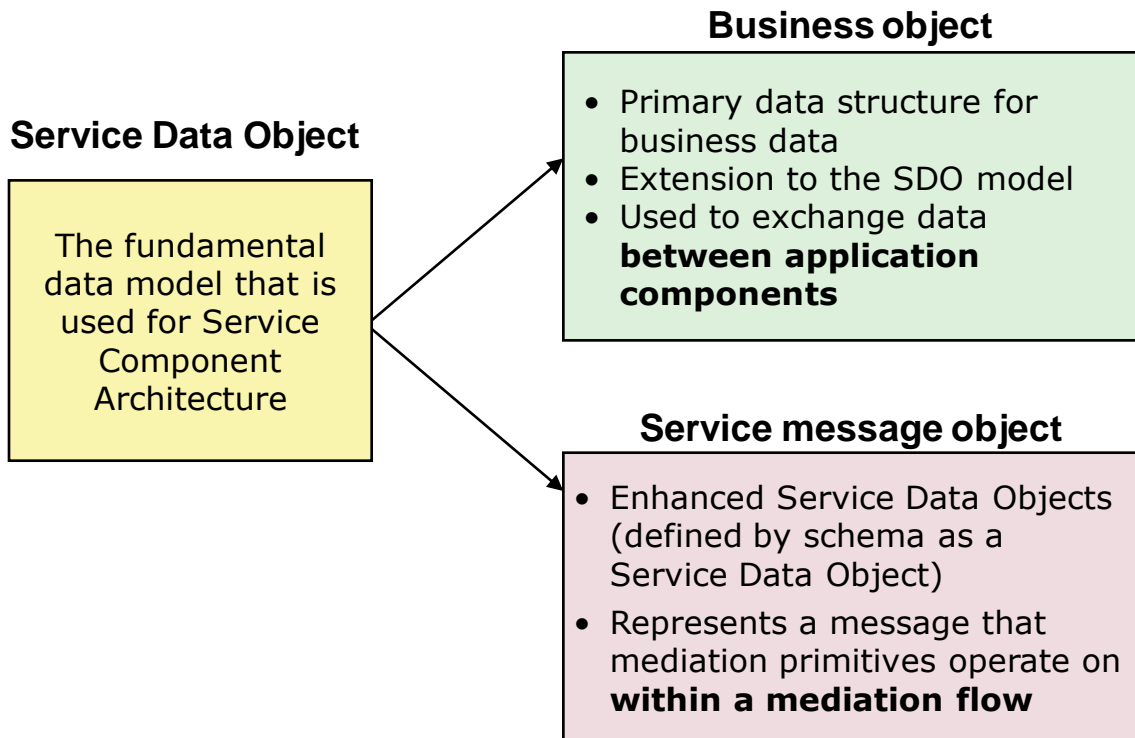 Service Data Object
The fundamental
data model that is
used for Service
Component
Architecture
Business object
• Primary data structure for
business data
• Extension to the SDO model
• Used to exchange data
between application
components
Service message object
• Enhanced Service Data Objects
(defined by schema as a
Service Data Object)
• Represents a message that
mediation primitives operate on
within a mediation flow